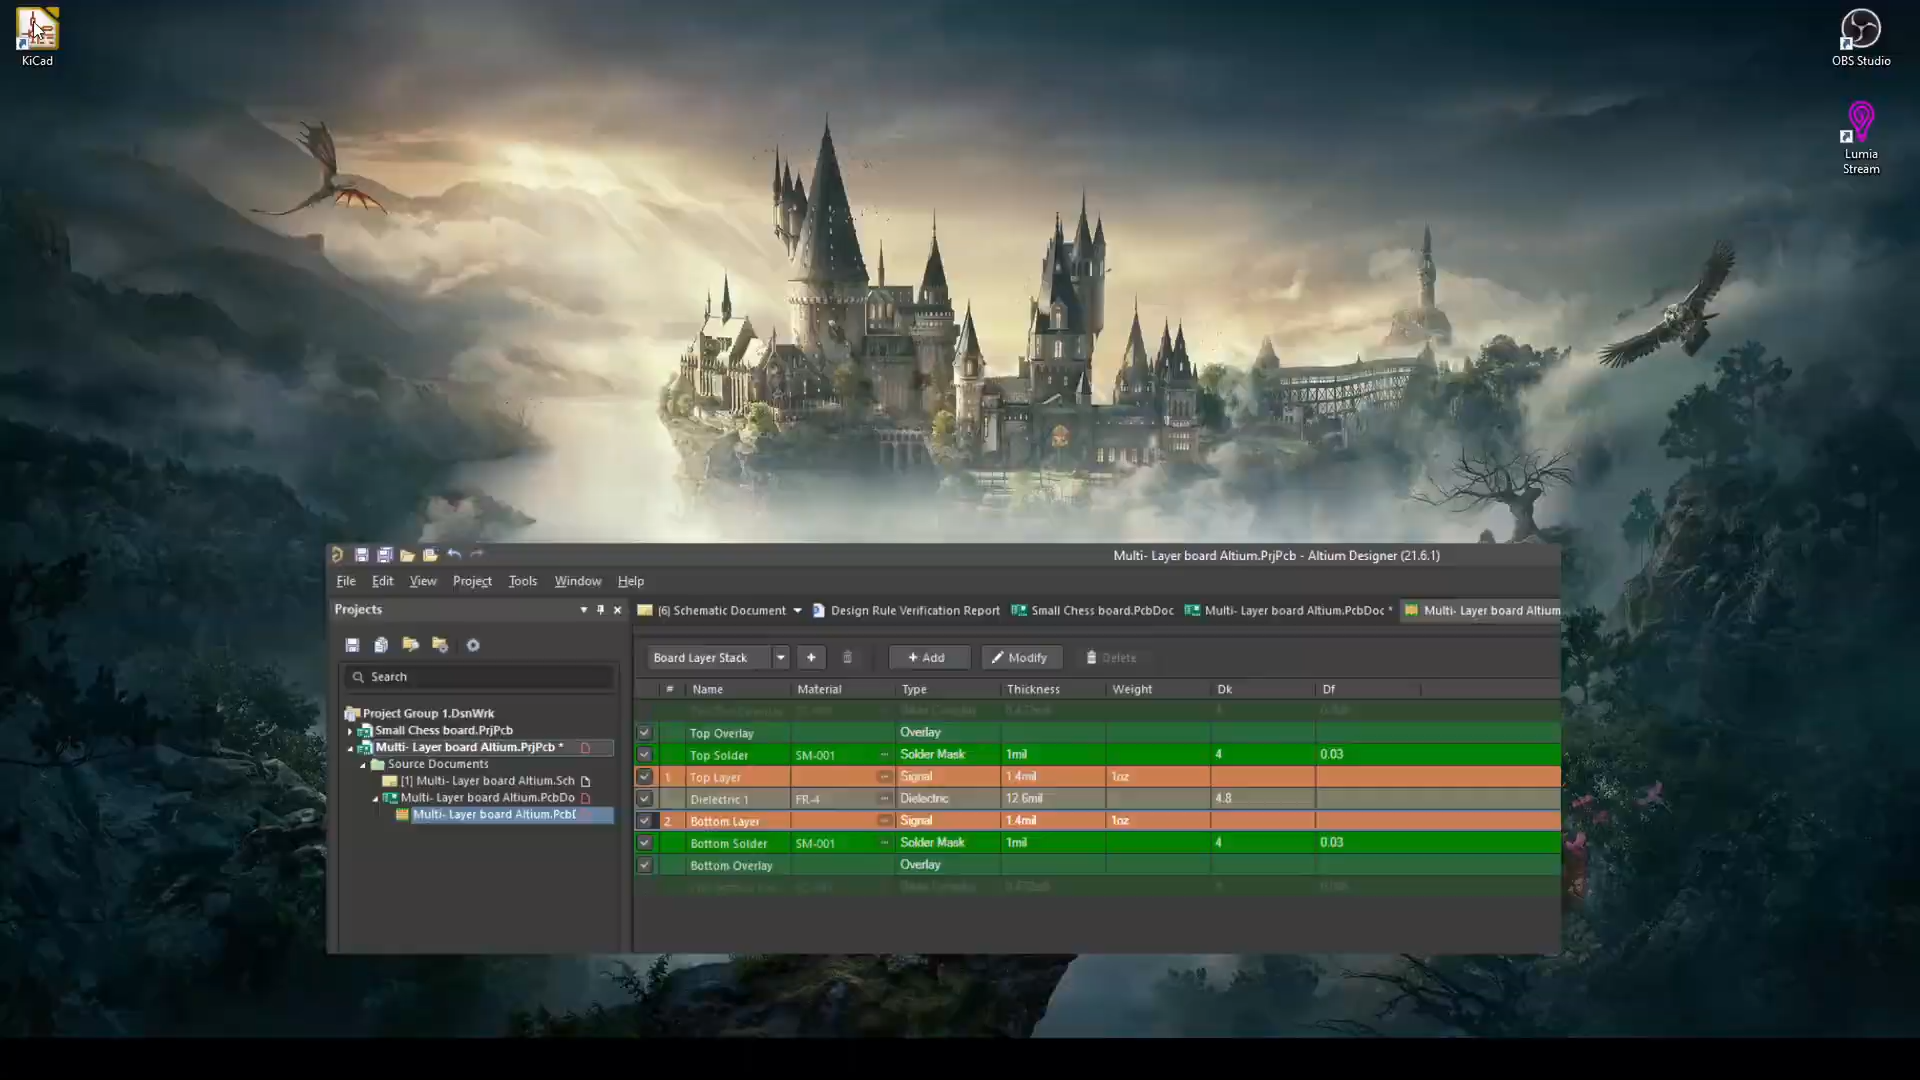 KiCad
OBS Studio
Lumia
Stream
Multi- Layer board Altium.PrjPcb - Altium Designer (21.6.1)
File Edit View Project Tools Window Help
Projects
[6] Schematic Document Design Rule Verification Report Small Chess board.PcbDoc Multi- Layer board Altium.PcbDoc * Multi- Layer board Altium
Search
Board Layer Stack + + Add Modify Delete
# Name Material Type Thickness Weight Dk Df
Top Overlay Overlay
Top Solder SM-001 ... Solder Mask 1mil 4 0.03
1 Top Layer ... Signal 1.4mil 1oz
Dielectric 1 FR-4 ... Dielectric 12.6mil 4.8
2 Bottom Layer ... Signal 1.4mil 1oz
Bottom Solder SM-001 ... Solder Mask 1mil 4 0.03
Bottom Overlay Overlay
Project Group 1.DsnWrk
Small Chess board.PrjPcb
Multi- Layer board Altium.PrjPcb *
Source Documents
[1] Multi- Layer board Altium.Sch
Multi- Layer board Altium.PcbDo
Multi- Layer board Altium.Pcb